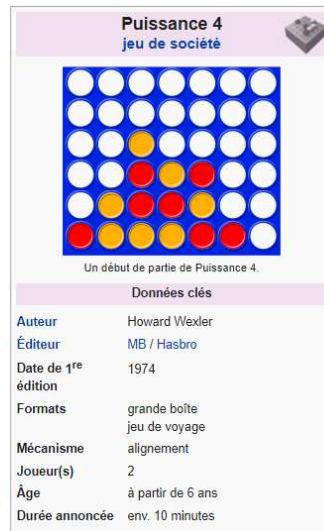 Puissance 4
jeu de société
Un début de partie de Puissance 4.
Données clés
Auteur Howard Wexler
Éditeur MB / Hasbro
Date de 1re 1974
édition
Formats grande boîte
jeu de voyage
Mécanisme alignement
Joueur(s) 2
Âge à partir de 6 ans
Durée annoncée env. 10 minutes